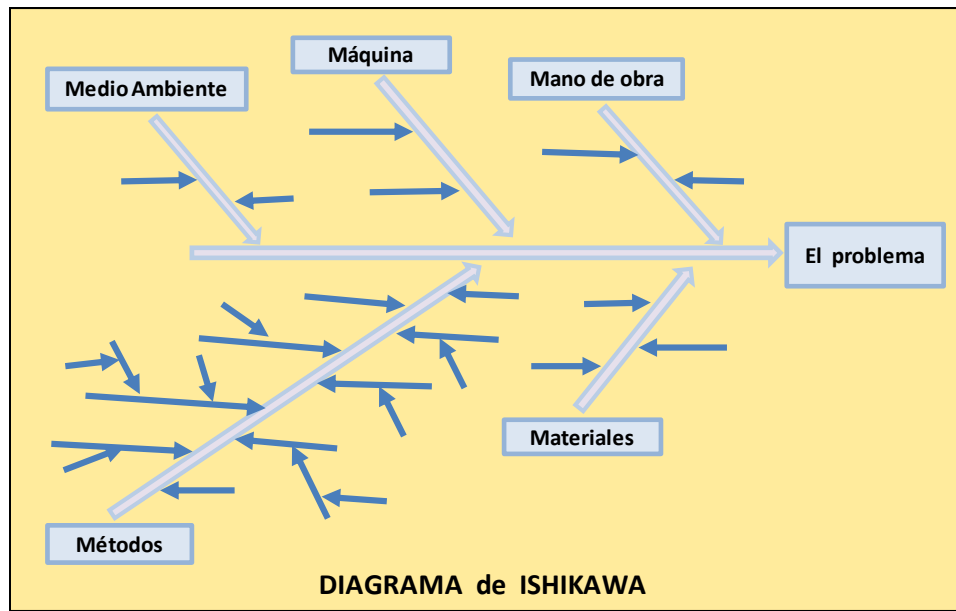 Máquina
Medio Ambiente
Mano de obra
El problema
Materiales
Métodos
DIAGRAMA de ISHIKAWA